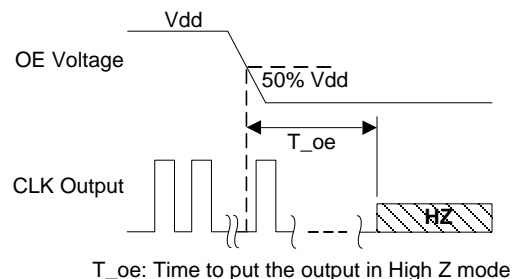 Vdd
OE Voltage
50% Vdd
T_oe
CLK Output
HZ
T_oe: Time to put the output in High Z mode